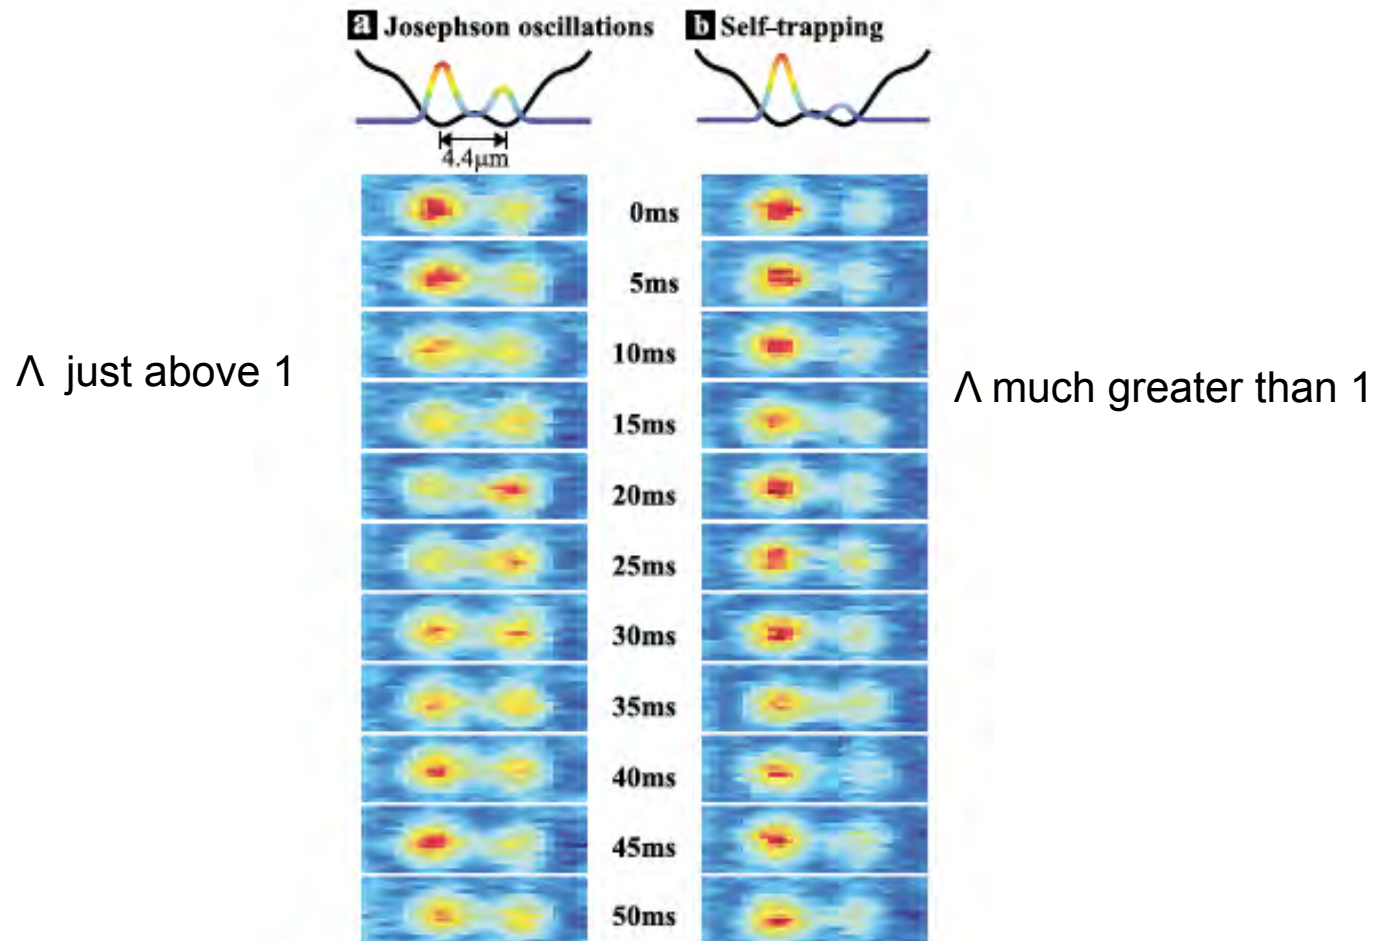 a Josephson oscillations
b Self-trapping
4.4μm
0ms
5ms
10ms
Λ just above 1
Λ much greater than 1
15ms
20ms
25ms
30ms
35ms
40ms
45ms
50ms